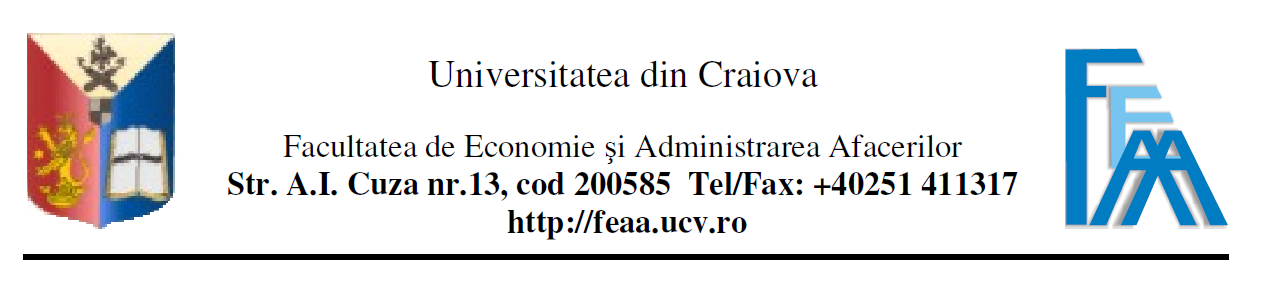 Universitatea din Craiova
Facultatea de Economie şi Administrarea Afacerilor
Str. A.I. Cuza nr.13, cod 200585 Tel/Fax: +40251 411317
http://feaa.ucv.ro
FEAA